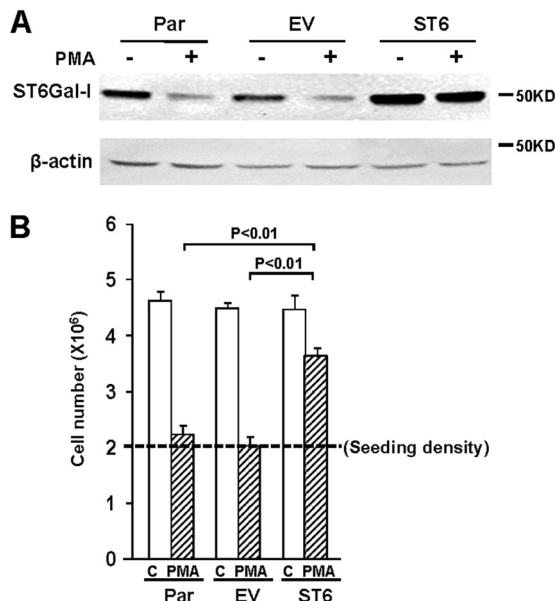 A
Par EV ST6
PMA - + - + - +
ST6Gal-I
50KD
50KD
β-actin
B
6
5
4
3
2
1
0
Cell number (X10⁶)
P<0.01
P<0.01
(Seeding density)
C PMA C PMA C PMA
Par EV ST6